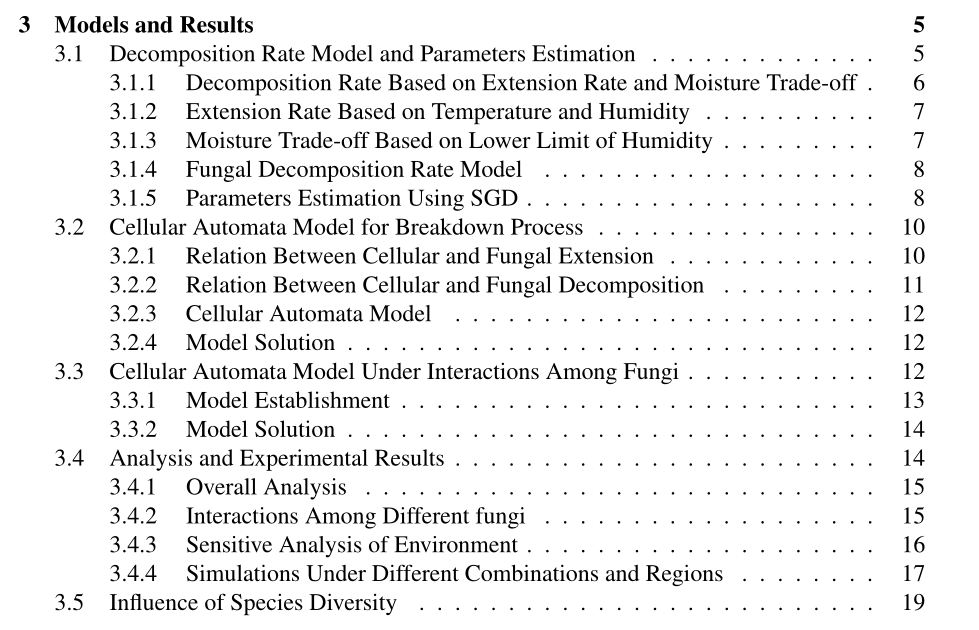 3 Models and Results 5
3.1 Decomposition Rate Model and Parameters Estimation . . . . . . . . . . . . . 5
3.1.1 Decomposition Rate Based on Extension Rate and Moisture Trade-off . 6
3.1.2 Extension Rate Based on Temperature and Humidity . . . . . . . . . . 7
3.1.3 Moisture Trade-off Based on Lower Limit of Humidity . . . . . . . . . 7
3.1.4 Fungal Decomposition Rate Model . . . . . . . . . . . . . . . . . . . 8
3.1.5 Parameters Estimation Using SGD . . . . . . . . . . . . . . . . . . . . 8
3.2 Cellular Automata Model for Breakdown Process . . . . . . . . . . . . . . . . 10
3.2.1 Relation Between Cellular and Fungal Extension . . . . . . . . . . . . 10
3.2.2 Relation Between Cellular and Fungal Decomposition . . . . . . . . . 11
3.2.3 Cellular Automata Model . . . . . . . . . . . . . . . . . . . . . . . . 12
3.2.4 Model Solution . . . . . . . . . . . . . . . . . . . . . . . . . . . . . . 12
3.3 Cellular Automata Model Under Interactions Among Fungi . . . . . . . . . . . 12
3.3.1 Model Establishment . . . . . . . . . . . . . . . . . . . . . . . . . . . 13
3.3.2 Model Solution . . . . . . . . . . . . . . . . . . . . . . . . . . . . . . 14
3.4 Analysis and Experimental Results . . . . . . . . . . . . . . . . . . . . . . . . 14
3.4.1 Overall Analysis . . . . . . . . . . . . . . . . . . . . . . . . . . . . . 15
3.4.2 Interactions Among Different fungi . . . . . . . . . . . . . . . . . . . 15
3.4.3 Sensitive Analysis of Environment . . . . . . . . . . . . . . . . . . . . 16
3.4.4 Simulations Under Different Combinations and Regions . . . . . . . . 17
3.5 Influence of Species Diversity . . . . . . . . . . . . . . . . . . . . . . . . . . 19